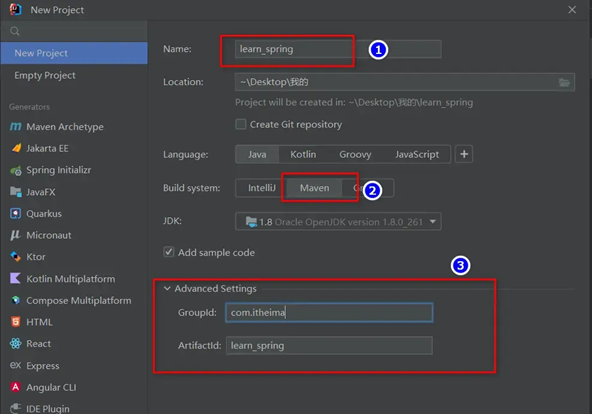 New Project
New Project
Empty Project
Generators
Maven Archetype
Jakarta EE
Spring Initializr
JavaFX
Quarkus
Micronaut
Ktor
Kotlin Multiplatform
Compose Multiplatform
HTML
React
Express
Angular CLI
IDE Plugin
Name: learn_spring 1
Location: ~\Desktop\我的
Project will be created in: ~\Desktop\我的\learn_spring
Create Git repository
Language: Java Kotlin Groovy JavaScript +
Build system: IntelliJ Maven 2
JDK: 1.8 Oracle OpenJDK version 1.8.0_261
Add sample code
3
Advanced Settings
GroupId: com.itheima
ArtifactId: learn_spring